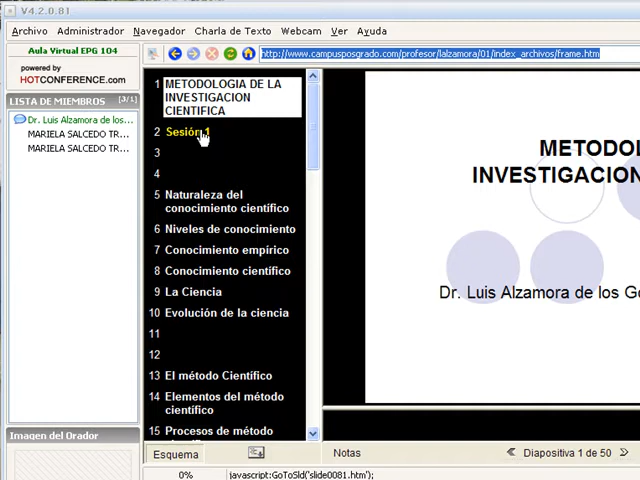 V4.2.0.81
Archivo Administrador Navegador Charla de Texto Webcam Ver Ayuda
Aula Virtual EPG 104
powered by
HOTCONFERENCE.com
http://www.campusposgrado.com/profesor/lalzamora/01/index_archivos/frame.htm
LISTA DE MIEMBROS [3/1]
Dr. Luis Alzamora de los...
MARIELA SALCEDO TR...
MARIELA SALCEDO TR...
1 METODOLOGIA DE LA
INVESTIGACION
CIENTIFICA
2 Sesión 1
3
4
5 Naturaleza del
conocimiento científico
6 Niveles de conocimiento
7 Conocimiento empírico
8 Conocimiento científico
9 La Ciencia
10 Evolución de la ciencia
11
12
13 El método Científico
14 Elementos del método
científico
15 Procesos de método
METODOL
INVESTIGACION
Dr. Luis Alzamora de los Go
Imagen del Orador
Esquema
Notas
Diapositiva 1 de 50
0%
javascript:GoToSld('slide0081.htm');